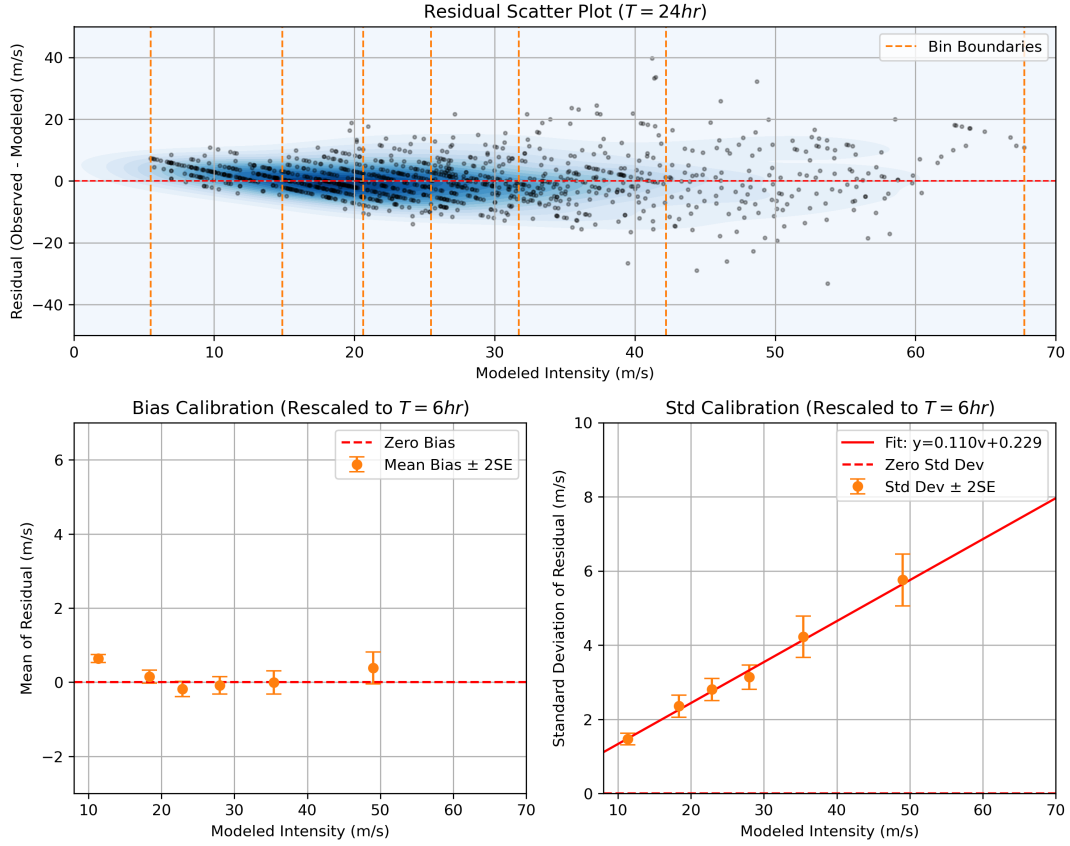 Residual Scatter Plot (T = 24hr)
Residual (Observed - Modeled) (m/s)
40
20
0
−20
−40
Bin Boundaries
0 10 20 30 40 50 60 70
Modeled Intensity (m/s)
Bias Calibration (Rescaled to T = 6hr)
Mean of Residual (m/s)
6
4
2
0
−2
Zero Bias
Mean Bias ± 2SE
10 20 30 40 50 60 70
Modeled Intensity (m/s)
Std Calibration (Rescaled to T = 6hr)
Standard Deviation of Residual (m/s)
10
8
6
4
2
0
Fit: y=0.110v+0.229
Zero Std Dev
Std Dev ± 2SE
10 20 30 40 50 60 70
Modeled Intensity (m/s)